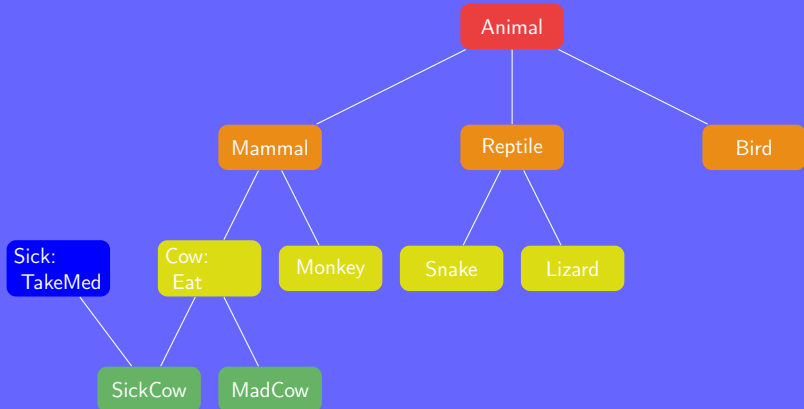 Animal
Mammal
Reptile
Bird
Sick:
TakeMed
Cow:
Eat
Monkey
Snake
Lizard
SickCow
MadCow